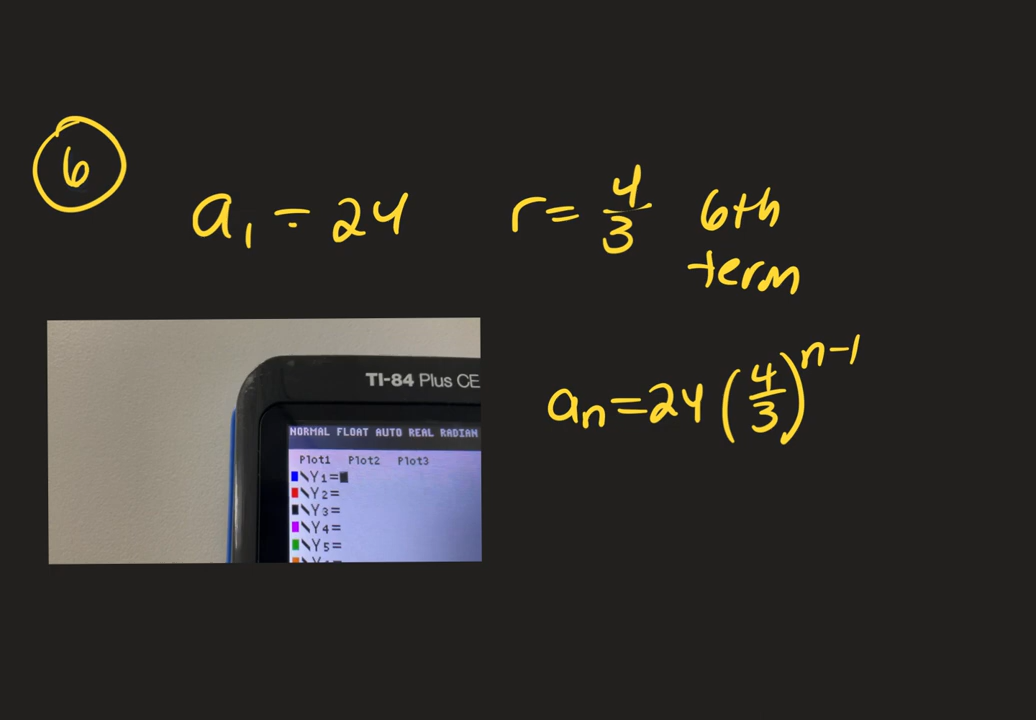 6
a₁ = 24 r = 4/3 6th
term
aₙ = 24 (4/3)ⁿ⁻¹
TI-84 Plus CE
NORMAL FLOAT AUTO REAL RADIAN
Plot1 Plot2 Plot3
\Y₁=
\Y₂=
\Y₃=
\Y₄=
\Y₅=